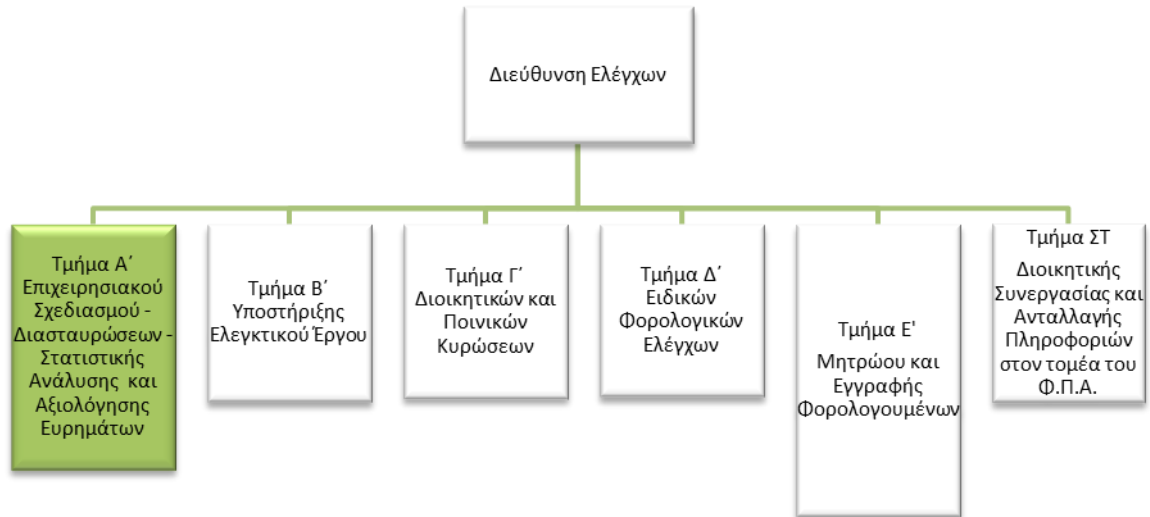 Διεύθυνση Ελέγχων
Τμήμα Α΄
Επιχειρησιακού
Σχεδιασμού -
Διασταυρώσεων -
Στατιστικής
Ανάλυσης και
Αξιολόγησης
Ευρημάτων
Τμήμα Β΄
Υποστήριξης
Ελεγκτικού Έργου
Τμήμα Γ΄
Διοικητικών και
Ποινικών
Κυρώσεων
Τμήμα Δ΄
Ειδικών
Φορολογικών
Ελέγχων
Τμήμα Ε'
Μητρώου και
Εγγραφής
Φορολογουμένων
Τμήμα ΣΤ
Διοικητικής
Συνεργασίας και
Ανταλλαγής
Πληροφοριών
στον τομέα του
Φ.Π.Α.